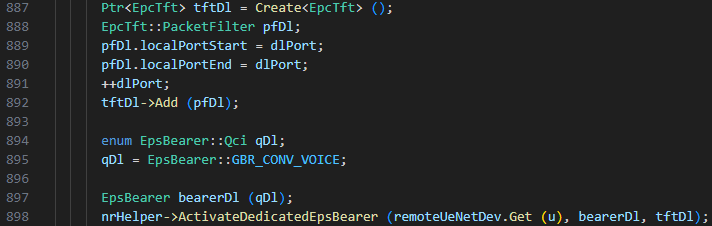 887 Ptr<EpcTft> tftDl = Create<EpcTft> ();
888 EpcTft::PacketFilter pfDl;
889 pfDl.localPortStart = dlPort;
890 pfDl.localPortEnd = dlPort;
891 ++dlPort;
892 tftDl->Add (pfDl);
893
894 enum EpsBearer::Qci qDl;
895 qDl = EpsBearer::GBR_CONV_VOICE;
896
897 EpsBearer bearerDl (qDl);
898 nrHelper->ActivateDedicatedEpsBearer (remoteUeNetDev.Get (u), bearerDl, tftDl);